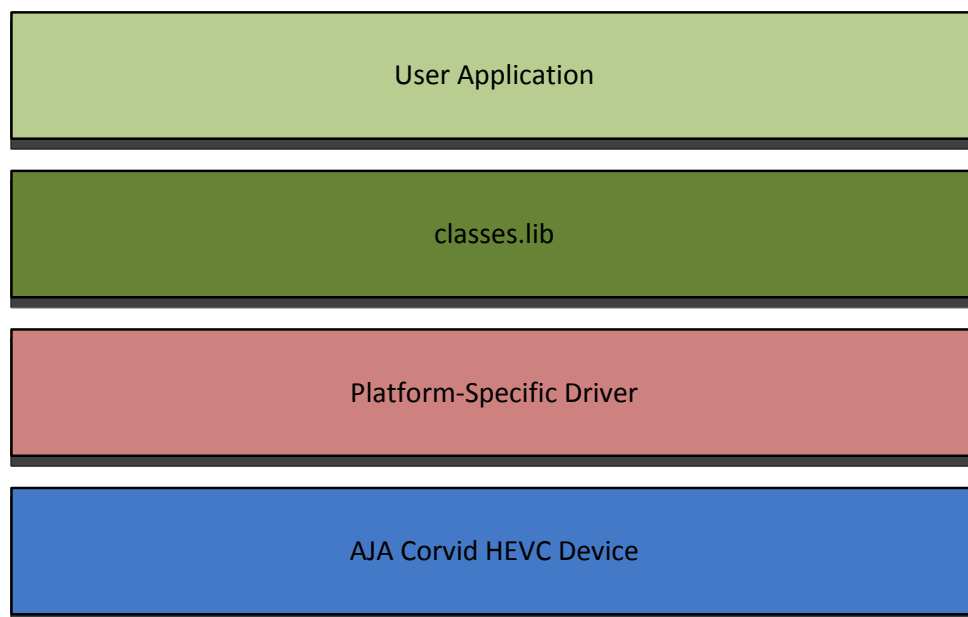 User Application
classes.lib
Platform-Specific Driver
AJA Corvid HEVC Device